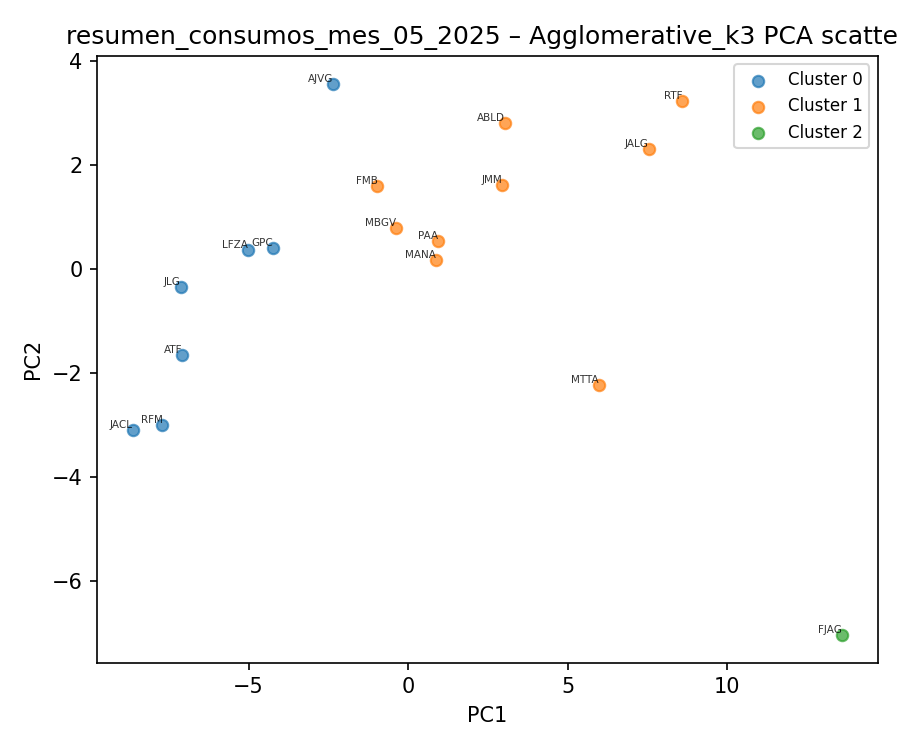 resumen_consumos_mes_05_2025 – Agglomerative_k3 PCA scatte
Cluster 0
Cluster 1
Cluster 2
AJVG
RTF
ABLD
JALG
FMB
JMM
MBGV
PAA
MANA
LFZA
GPC
JLG
ATF
MTTA
JACL
RFM
FJAG
4
2
0
−2
−4
−6
PC2
−5
0
5
10
PC1